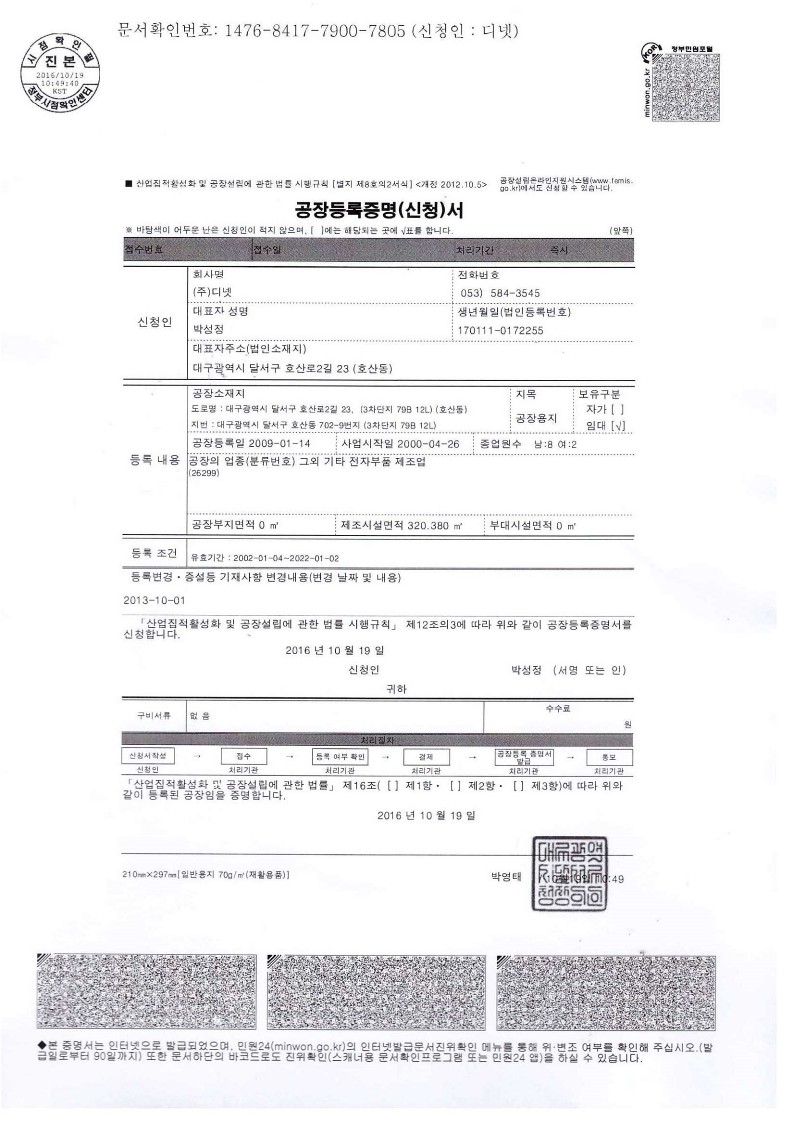 문서확인번호: 1476-8417-7900-7805 (신청인 : 디넷)
시점확인필
진본
2016/10/19
10:49:40
KST
정부시점확인센터
정부민원포털
minwon.go.kr
■ 산업집적활성화 및 공장설립에 관한 법률 시행규칙 [별지 제8호의2서식] <개정 2012.10.5>
공장설립온라인지원시스템(www.femis.
go.kr)에서도 신청할 수 있습니다.
공장등록증명(신청)서
※ 바탕색이 어두운 난은 신청인이 적지 않으며, [ ]에는 해당되는 곳에 √표를 합니다. (앞쪽)
접수번호 접수일 처리기간 즉시
신청인
회사명 전화번호
(주)디넷 053) 584-3545
대표자 성명 생년월일(법인등록번호)
박성정 170111-0172255
대표자주소(법인소재지)
대구광역시 달서구 호산로2길 23 (호산동)
등록 내용
공장소재지 지목 보유구분
도로명 : 대구광역시 달서구 호산로2길 23, (3차단지 79B 12L) (호산동) 공장용지 자가 [ ]
지번 : 대구광역시 달서구 호산동 702-9번지 (3차단지 79B 12L) 임대 [√]
공장등록일 2009-01-14 사업시작일 2000-04-26 종업원수 남:8 여:2
공장의 업종(분류번호) 그외 기타 전자부품 제조업
(26299)
공장부지면적 0 ㎡ 제조시설면적 320.380 ㎡ 부대시설면적 0 ㎡
등록 조건 유효기간 : 2002-01-04~2022-01-02
등록변경·증설등 기재사항 변경내용(변경 날짜 및 내용)
2013-10-01
「산업집적활성화 및 공장설립에 관한 법률 시행규칙」 제12조의3에 따라 위와 같이 공장등록증명서를
신청합니다.
2016 년 10 월 19 일
신청인 박성정 (서명 또는 인)
귀하
구비서류 없 음 수수료
원
처리절차
신청서작성 → 접수 → 등록 여부 확인 → 결제 → 공장등록 증명서 발급 → 통보
신청인 처리기관 처리기관 처리기관 처리기관 처리기관
「산업집적활성화 및 공장설립에 관한 법률」 제16조( [ ] 제1항· [ ] 제2항· [ ] 제3항)에 따라 위와
같이 등록된 공장임을 증명합니다.
2016 년 10 월 19 일
210㎜×297㎜[일반용지 70g/㎡(재활용품)]
박영태
◆본 증명서는 인터넷으로 발급되었으며, 민원24(minwon.go.kr)의 인터넷발급문서진위확인 메뉴를 통해 위·변조 여부를 확인해 주십시오.(발
급일로부터 90일까지) 또한 문서하단의 바코드로도 진위확인(스캐너용 문서확인프로그램 또는 민원24 앱)을 하실 수 있습니다.